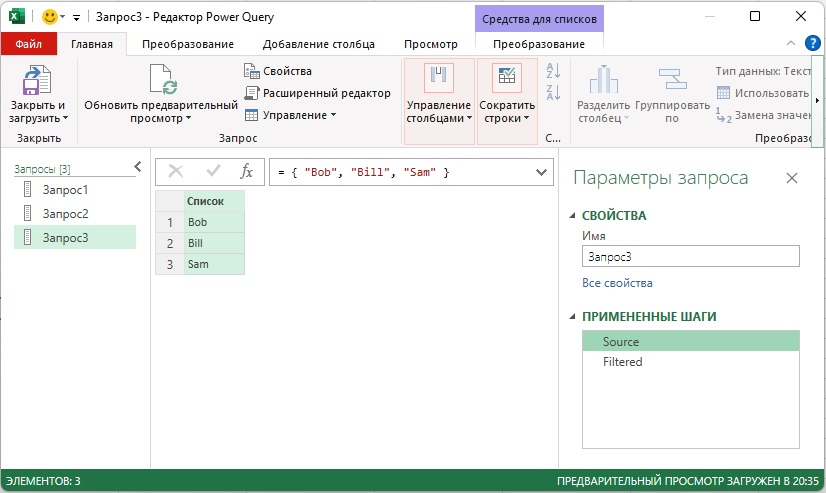 Запрос3 - Редактор Power Query
Средства для списков
Файл
Главная
Преобразование
Добавление столбца
Просмотр
Преобразование
Закрыть и
загрузить
Закрыть
Обновить предварительный
просмотр
Свойства
Расширенный редактор
Управление
Запрос
Управление
столбцами
Сократить
строки
С...
Разделить
столбец
Группировать
по
Тип данных: Текст
Использовать
Замена значен
Преобразо
Запросы [3]
Запрос1
Запрос2
Запрос3
= { "Bob", "Bill", "Sam" }
Список
1 Bob
2 Bill
3 Sam
Параметры запроса
СВОЙСТВА
Имя
Запрос3
Все свойства
ПРИМЕНЕННЫЕ ШАГИ
Source
Filtered
ЭЛЕМЕНТОВ: 3
ПРЕДВАРИТЕЛЬНЫЙ ПРОСМОТР ЗАГРУЖЕН В 20:35